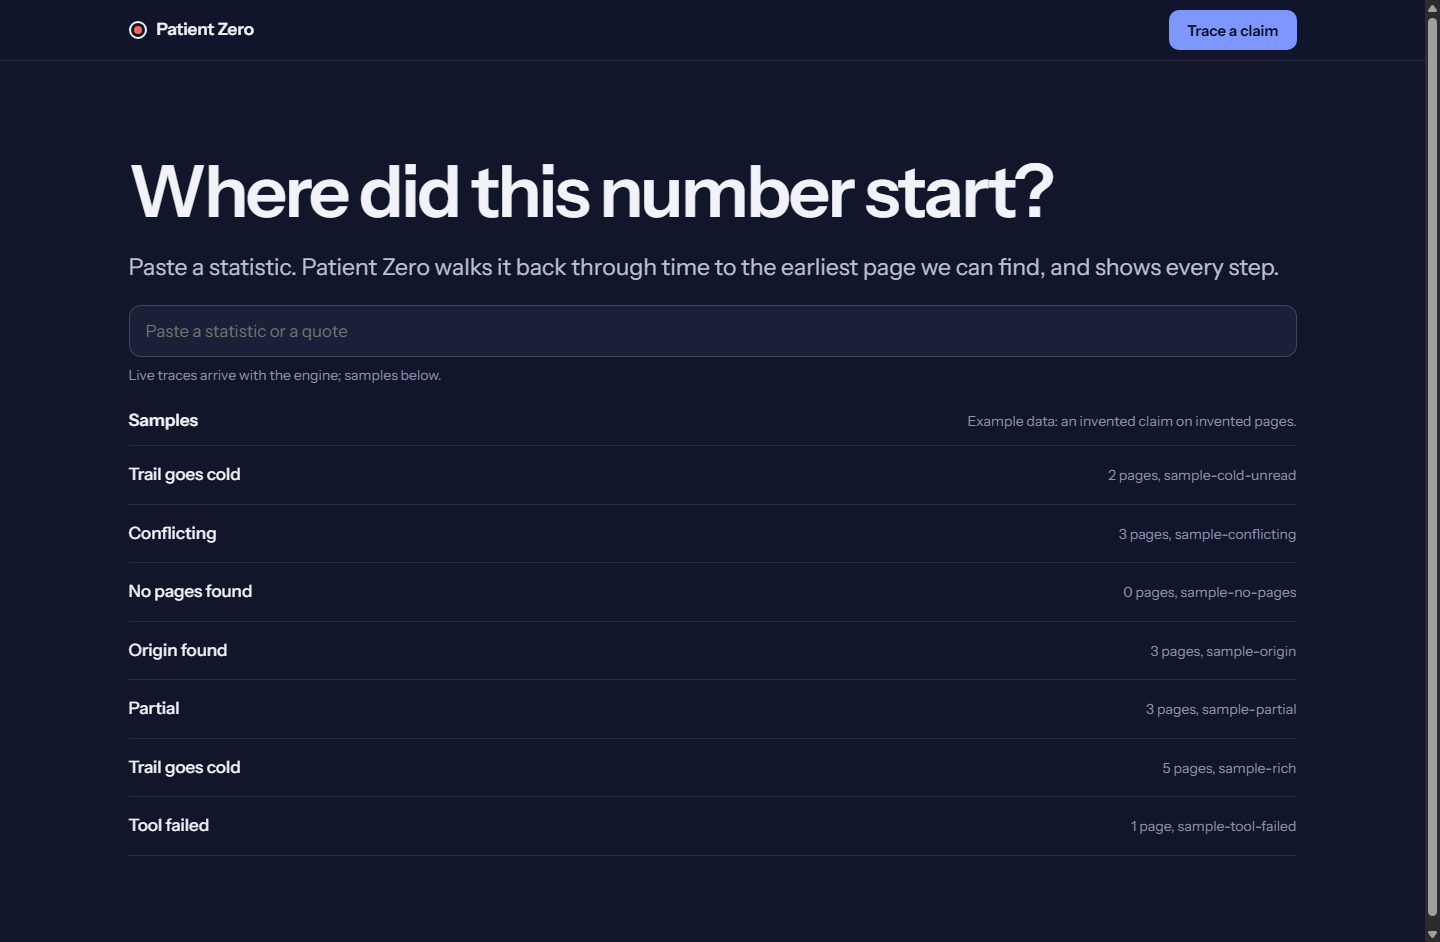 Patient Zero
Trace a claim
Where did this number start?
Paste a statistic. Patient Zero walks it back through time to the earliest page we can find, and shows every step.
Paste a statistic or a quote
Live traces arrive with the engine; samples below.
Samples
Example data: an invented claim on invented pages.
Trail goes cold
2 pages, sample-cold-unread
Conflicting
3 pages, sample-conflicting
No pages found
0 pages, sample-no-pages
Origin found
3 pages, sample-origin
Partial
3 pages, sample-partial
Trail goes cold
5 pages, sample-rich
Tool failed
1 page, sample-tool-failed